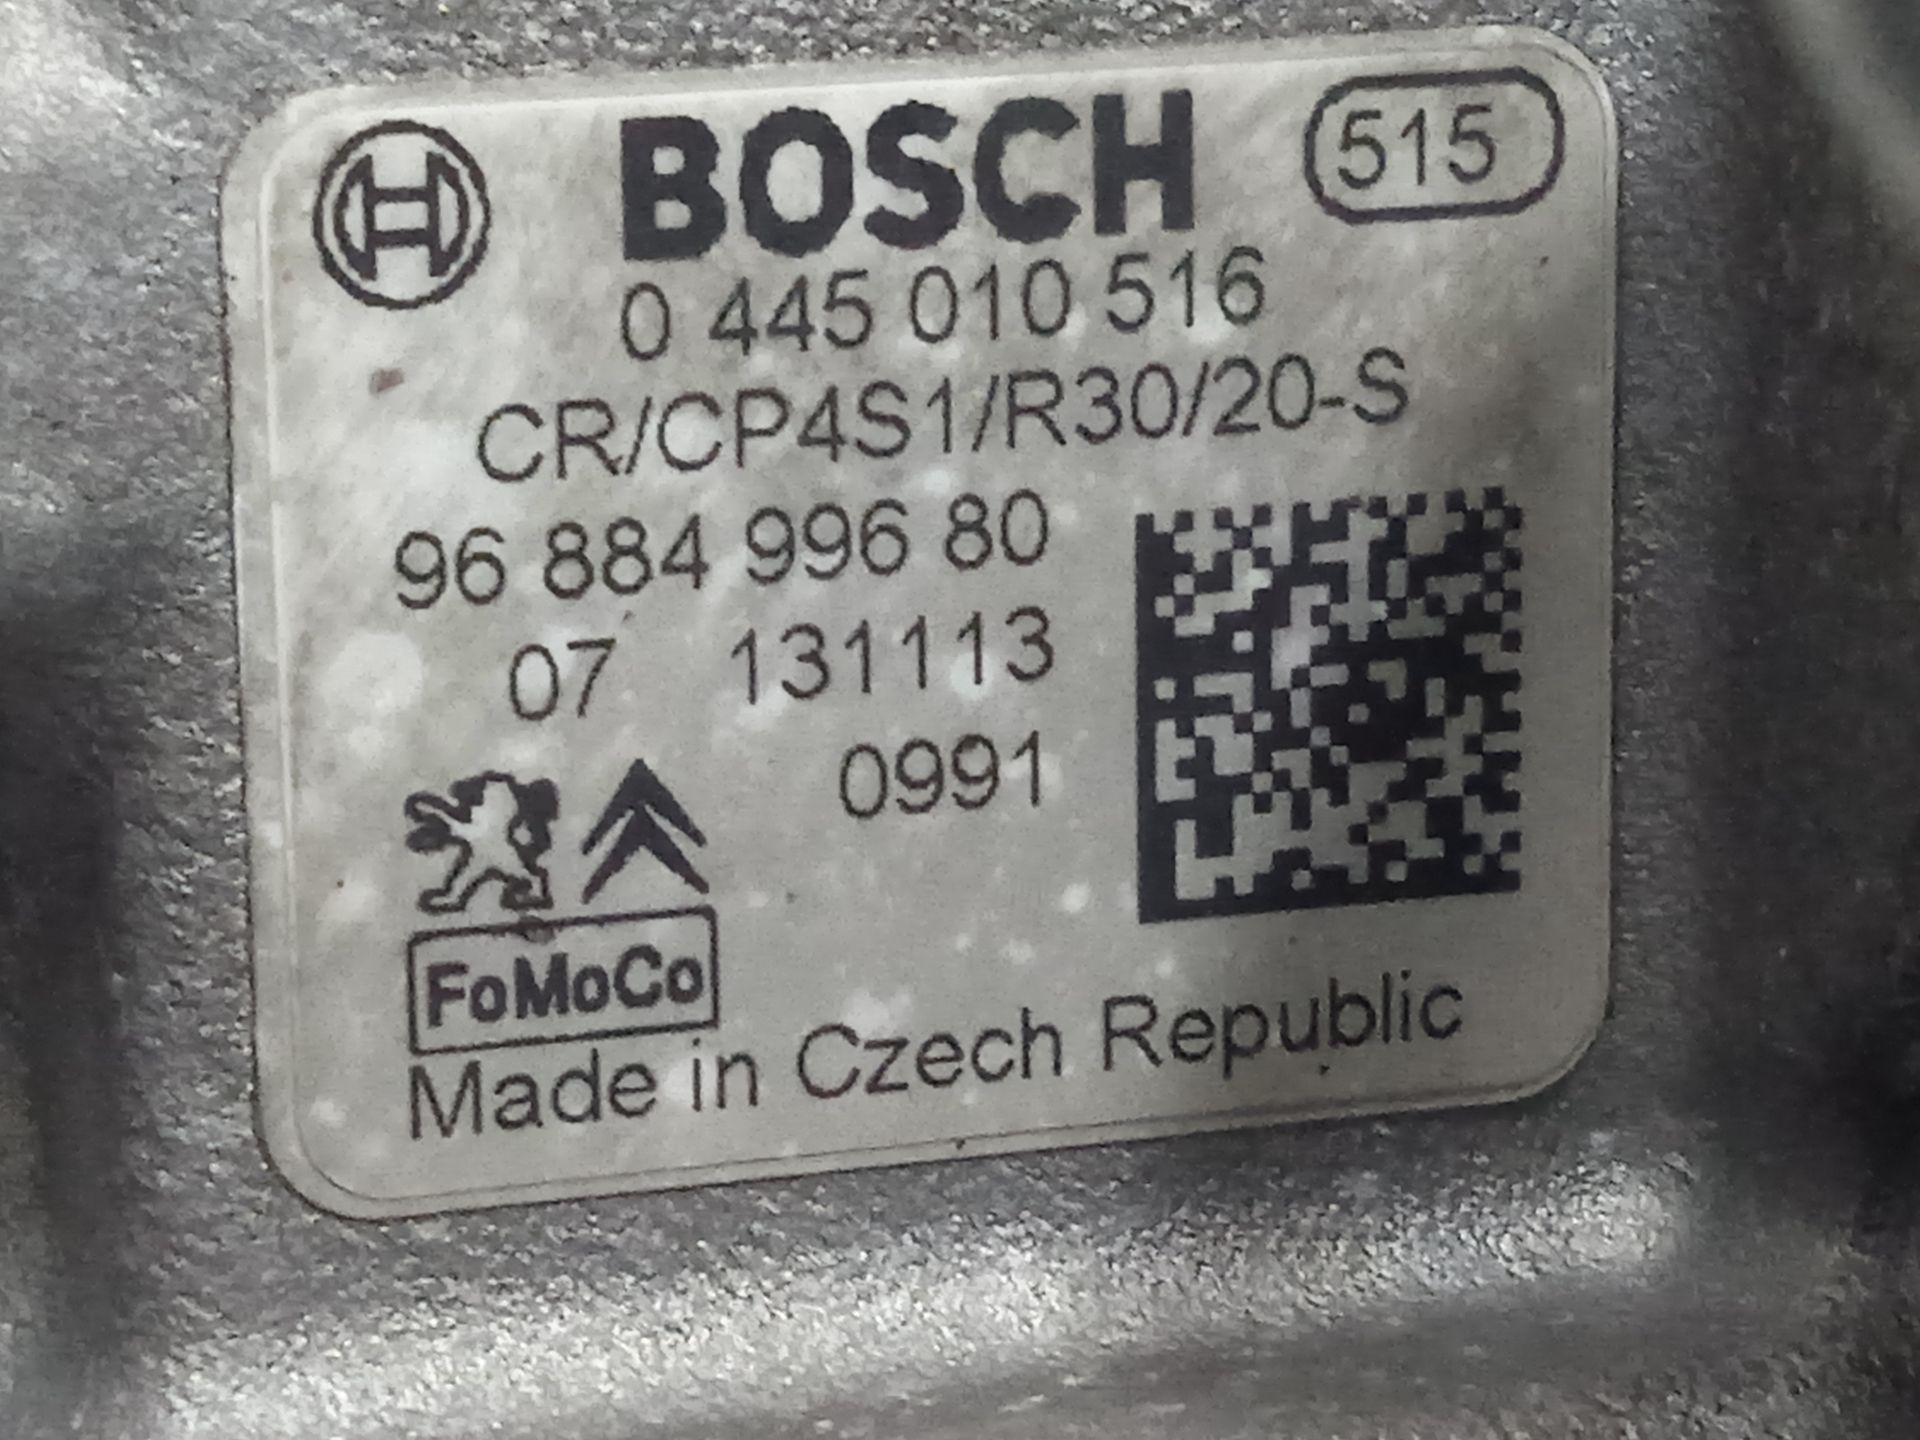 BOSCH 515
0 445 010 516
CR/CP4S1/R30/20-S
96 884 996 80
07 131113
0991
FoMoCo
Made in Czech Republic